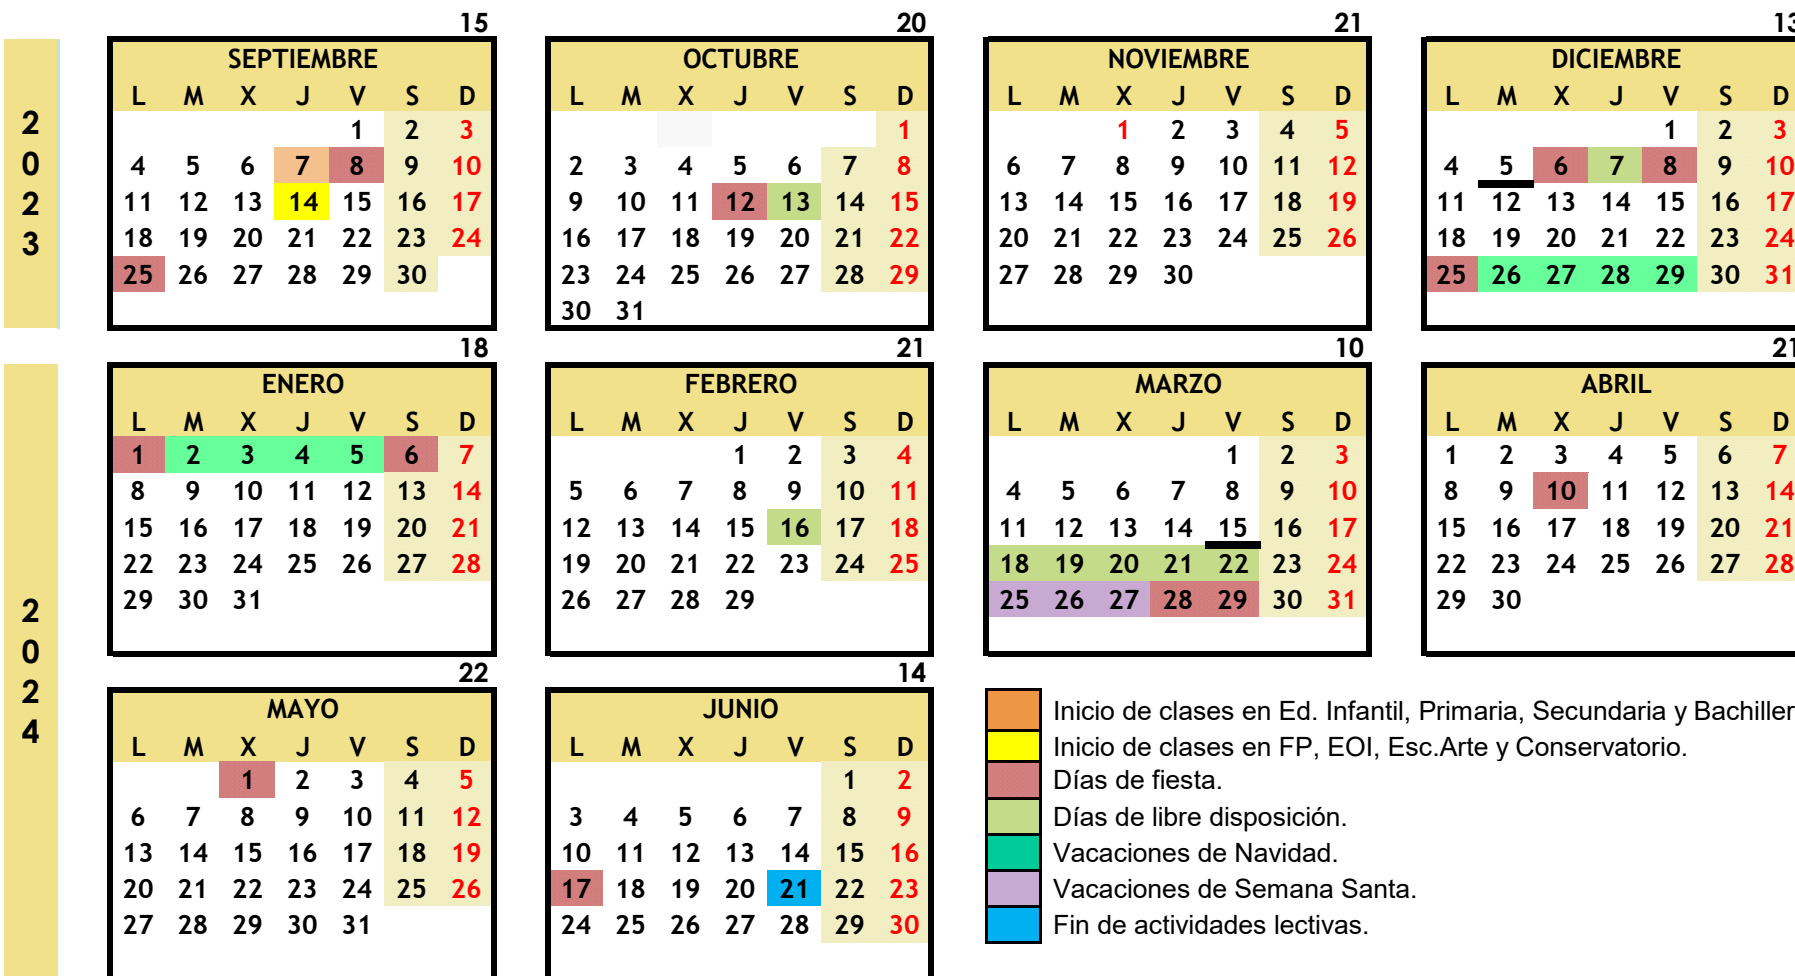 15 20 21 13
SEPTIEMBRE OCTUBRE NOVIEMBRE DICIEMBRE
L M X J V S D L M X J V S D L M X J V S D L M X J V S D
1 2 3 1 1 2 3 4 5 1 2 3
4 5 6 7 8 9 10 2 3 4 5 6 7 8 6 7 8 9 10 11 12 4 5 6 7 8 9 10
11 12 13 14 15 16 17 9 10 11 12 13 14 15 13 14 15 16 17 18 19 11 12 13 14 15 16 17
18 19 20 21 22 23 24 16 17 18 19 20 21 22 20 21 22 23 24 25 26 18 19 20 21 22 23 24
25 26 27 28 29 30 23 24 25 26 27 28 29 27 28 29 30 25 26 27 28 29 30 31
30 31
2
0
2
3
18 21 10 21
ENERO FEBRERO MARZO ABRIL
L M X J V S D L M X J V S D L M X J V S D L M X J V S D
1 2 3 4 5 6 7 1 2 3 4 1 2 3 1 2 3 4 5 6 7
8 9 10 11 12 13 14 5 6 7 8 9 10 11 4 5 6 7 8 9 10 8 9 10 11 12 13 14
15 16 17 18 19 20 21 12 13 14 15 16 17 18 11 12 13 14 15 16 17 15 16 17 18 19 20 21
22 23 24 25 26 27 28 19 20 21 22 23 24 25 18 19 20 21 22 23 24 22 23 24 25 26 27 28
29 30 31 26 27 28 29 25 26 27 28 29 30 31 29 30
2
0
2
4
22 14
MAYO JUNIO
L M X J V S D L M X J V S D
1 2 3 4 5 1 2
6 7 8 9 10 11 12 3 4 5 6 7 8 9
13 14 15 16 17 18 19 10 11 12 13 14 15 16
20 21 22 23 24 25 26 17 18 19 20 21 22 23
27 28 29 30 31 24 25 26 27 28 29 30
Inicio de clases en Ed. Infantil, Primaria, Secundaria y Bachiller
Inicio de clases en FP, EOI, Esc.Arte y Conservatorio.
Días de fiesta.
Días de libre disposición.
Vacaciones de Navidad.
Vacaciones de Semana Santa.
Fin de actividades lectivas.